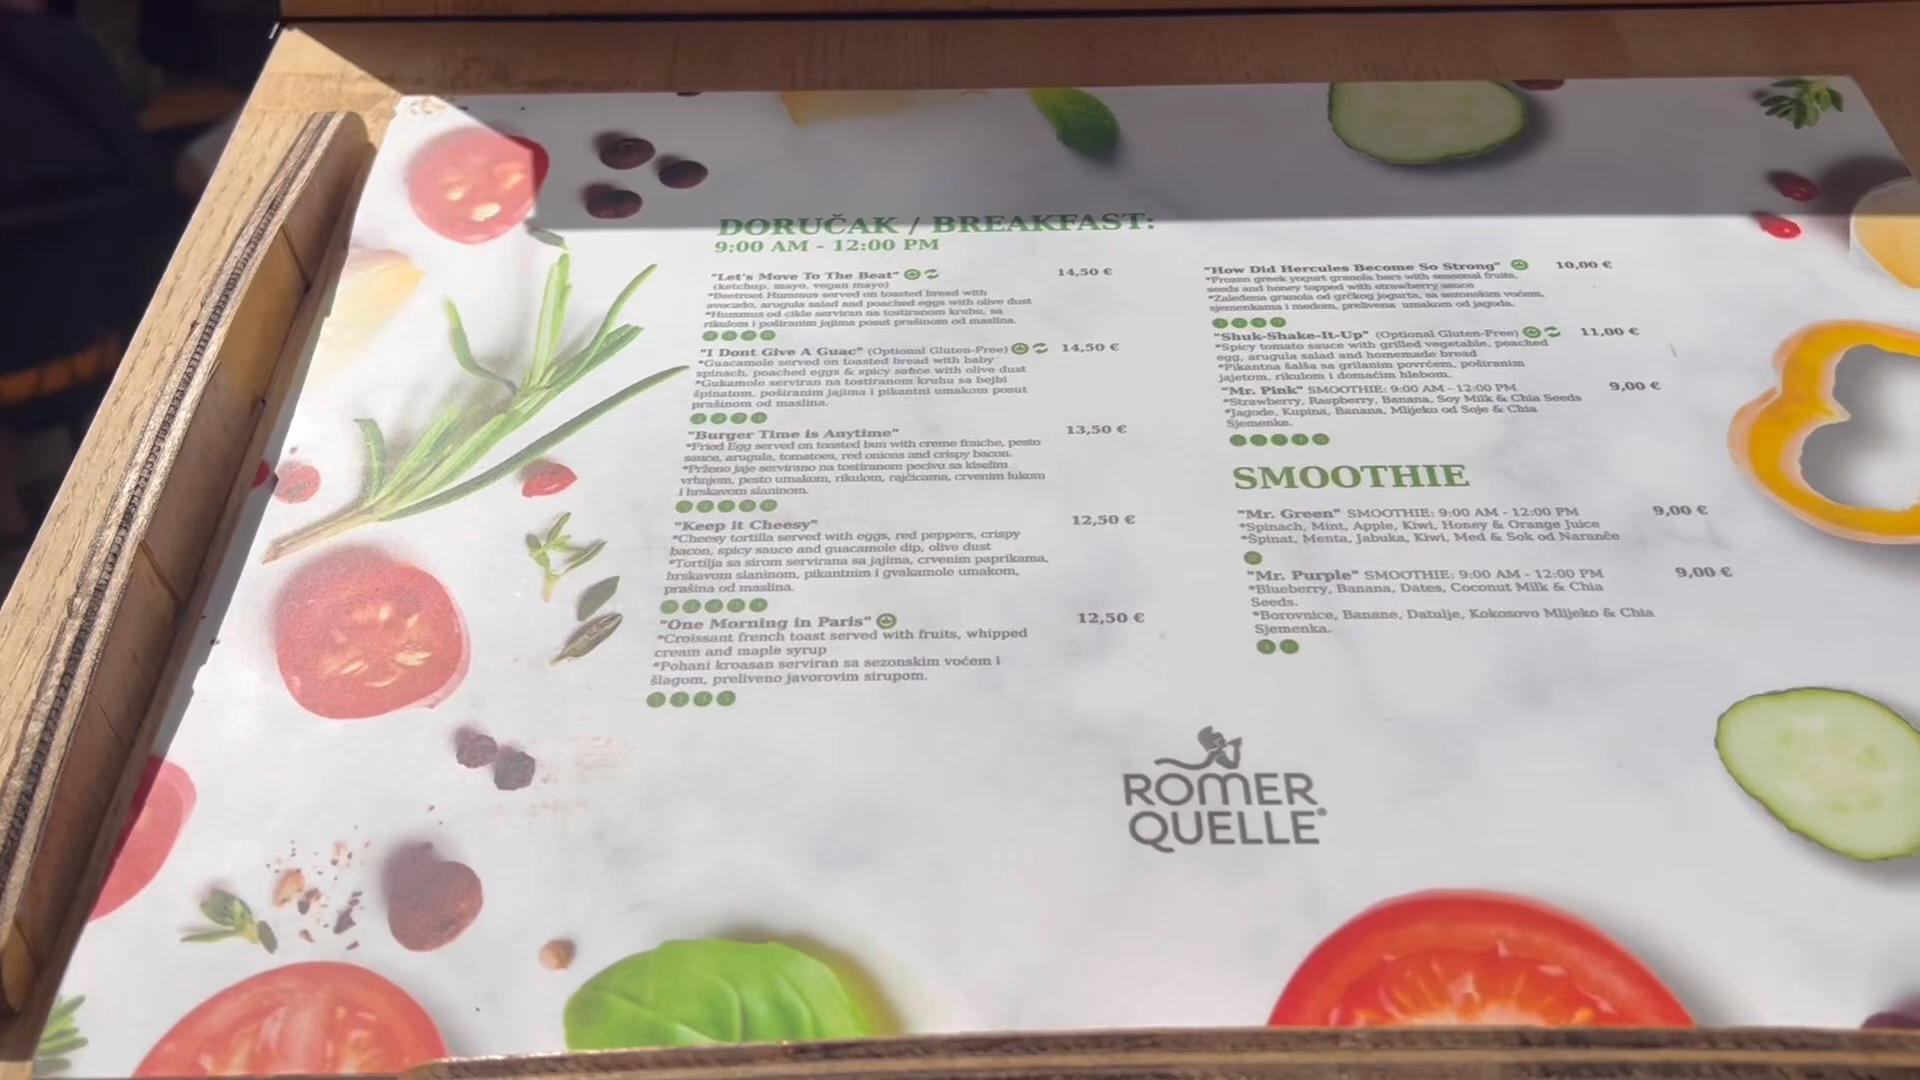 DORUČAK / BREAKFAST:
9:00 AM - 12:00 PM
"Let's Move To The Beat" 14,50 €
(ketchup, mayo, vegan mayo)
*Beetroot Hummus served on toasted bread with
avocado, arugula salad and poached eggs with olive dust
*Hummus od cikle serviran na tostiranom kruhu, sa
rikulom i poširanim jajima posut prašinom od maslina.
"I Dont Give A Guac" (Optional Gluten-Free) 14,50 €
*Guacamole served on toasted bread with baby
spinach, poached eggs & spicy sauce with olive dust
*Gukamole serviran na tostiranom kruhu sa bejbi
špinatom, poširanim jajima i pikantni umakom posut
prašinom od maslina.
"Burger Time is Anytime" 13,50 €
*Fried Egg served on toasted bun with creme fraiche, pesto
sauce, arugula, tomatoes, red onions and crispy bacon.
*Prženo jaje servirano na tostiranom pecivu sa kiselim
vrhnjem, pesto umakom, rikulom, rajčicama, crvenim lukom
i hrskavom slaninom.
"Keep it Cheesy" 12,50 €
*Cheesy tortilla served with eggs, red peppers, crispy
bacon, spicy sauce and guacamole dip, olive dust
*Tortilja sa sirom servirana sa jajima, crvenim paprikama,
hrskavom slaninom, pikantnim i gvakamole umakom,
prašina od maslina.
"One Morning in Paris" 12,50 €
*Croissant french toast served with fruits, whipped
cream and maple syrup
*Pohani kroasan serviran sa sezonskim voćem i
šlagom, preliveno javorovim sirupom.
"How Did Hercules Become So Strong" 10,00 €
*Frozen greek yogurt granola bars with seasonal fruits,
seeds and honey topped with strawberry sauce
*Zaleđena granola od grčkog jogurta, sa sezonskim voćem,
sjemenkama i medom, prelivena umakom od jagoda.
"Shuk-Shake-It-Up" (Optional Gluten-Free) 11,00 €
*Spicy tomato sauce with grilled vegetable, poached
egg, arugula salad and homemade bread
*Pikantna šalša sa grilanim povrćem, poširanim
jajetom, rikulom i domaćim hlebom.
"Mr. Pink" SMOOTHIE: 9:00 AM - 12:00 PM 9,00 €
*Strawberry, Raspberry, Banana, Soy Milk & Chia Seeds
*Jagode, Kupina, Banana, Mlijeko od Soje & Chia
Sjemenke.
SMOOTHIE
"Mr. Green" SMOOTHIE: 9:00 AM - 12:00 PM 9,00 €
*Spinach, Mint, Apple, Kiwi, Honey & Orange Juice
*Špinat, Menta, Jabuka, Kiwi, Med & Sok od Naranče
"Mr. Purple" SMOOTHIE: 9:00 AM - 12:00 PM 9,00 €
*Blueberry, Banana, Dates, Coconut Milk & Chia
Seeds.
*Borovnice, Banane, Datulje, Kokosovo Mlijeko & Chia
Sjemenka.
ROMER
QUELLE®